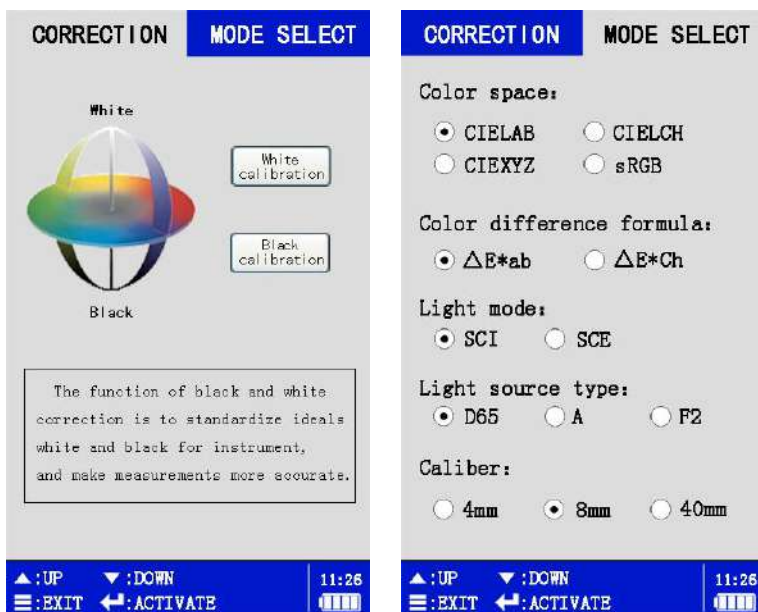 CORRECTION MODE SELECT
White
White
calibration
Black
calibration
Black
The function of black and white
correction is to standardize ideals
white and black for instrument,
and make measurements more accurate.
▲:UP ▼:DOWN 11:26
☰:EXIT ↵:ACTIVATE
CORRECTION MODE SELECT
Color space:
CIELAB CIELCH
CIEXYZ sRGB
Color difference formula:
△E*ab △E*Ch
Light mode:
SCI SCE
Light source type:
D65 A F2
Caliber:
4mm 8mm 40mm
▲:UP ▼:DOWN 11:26
☰:EXIT ↵:ACTIVATE